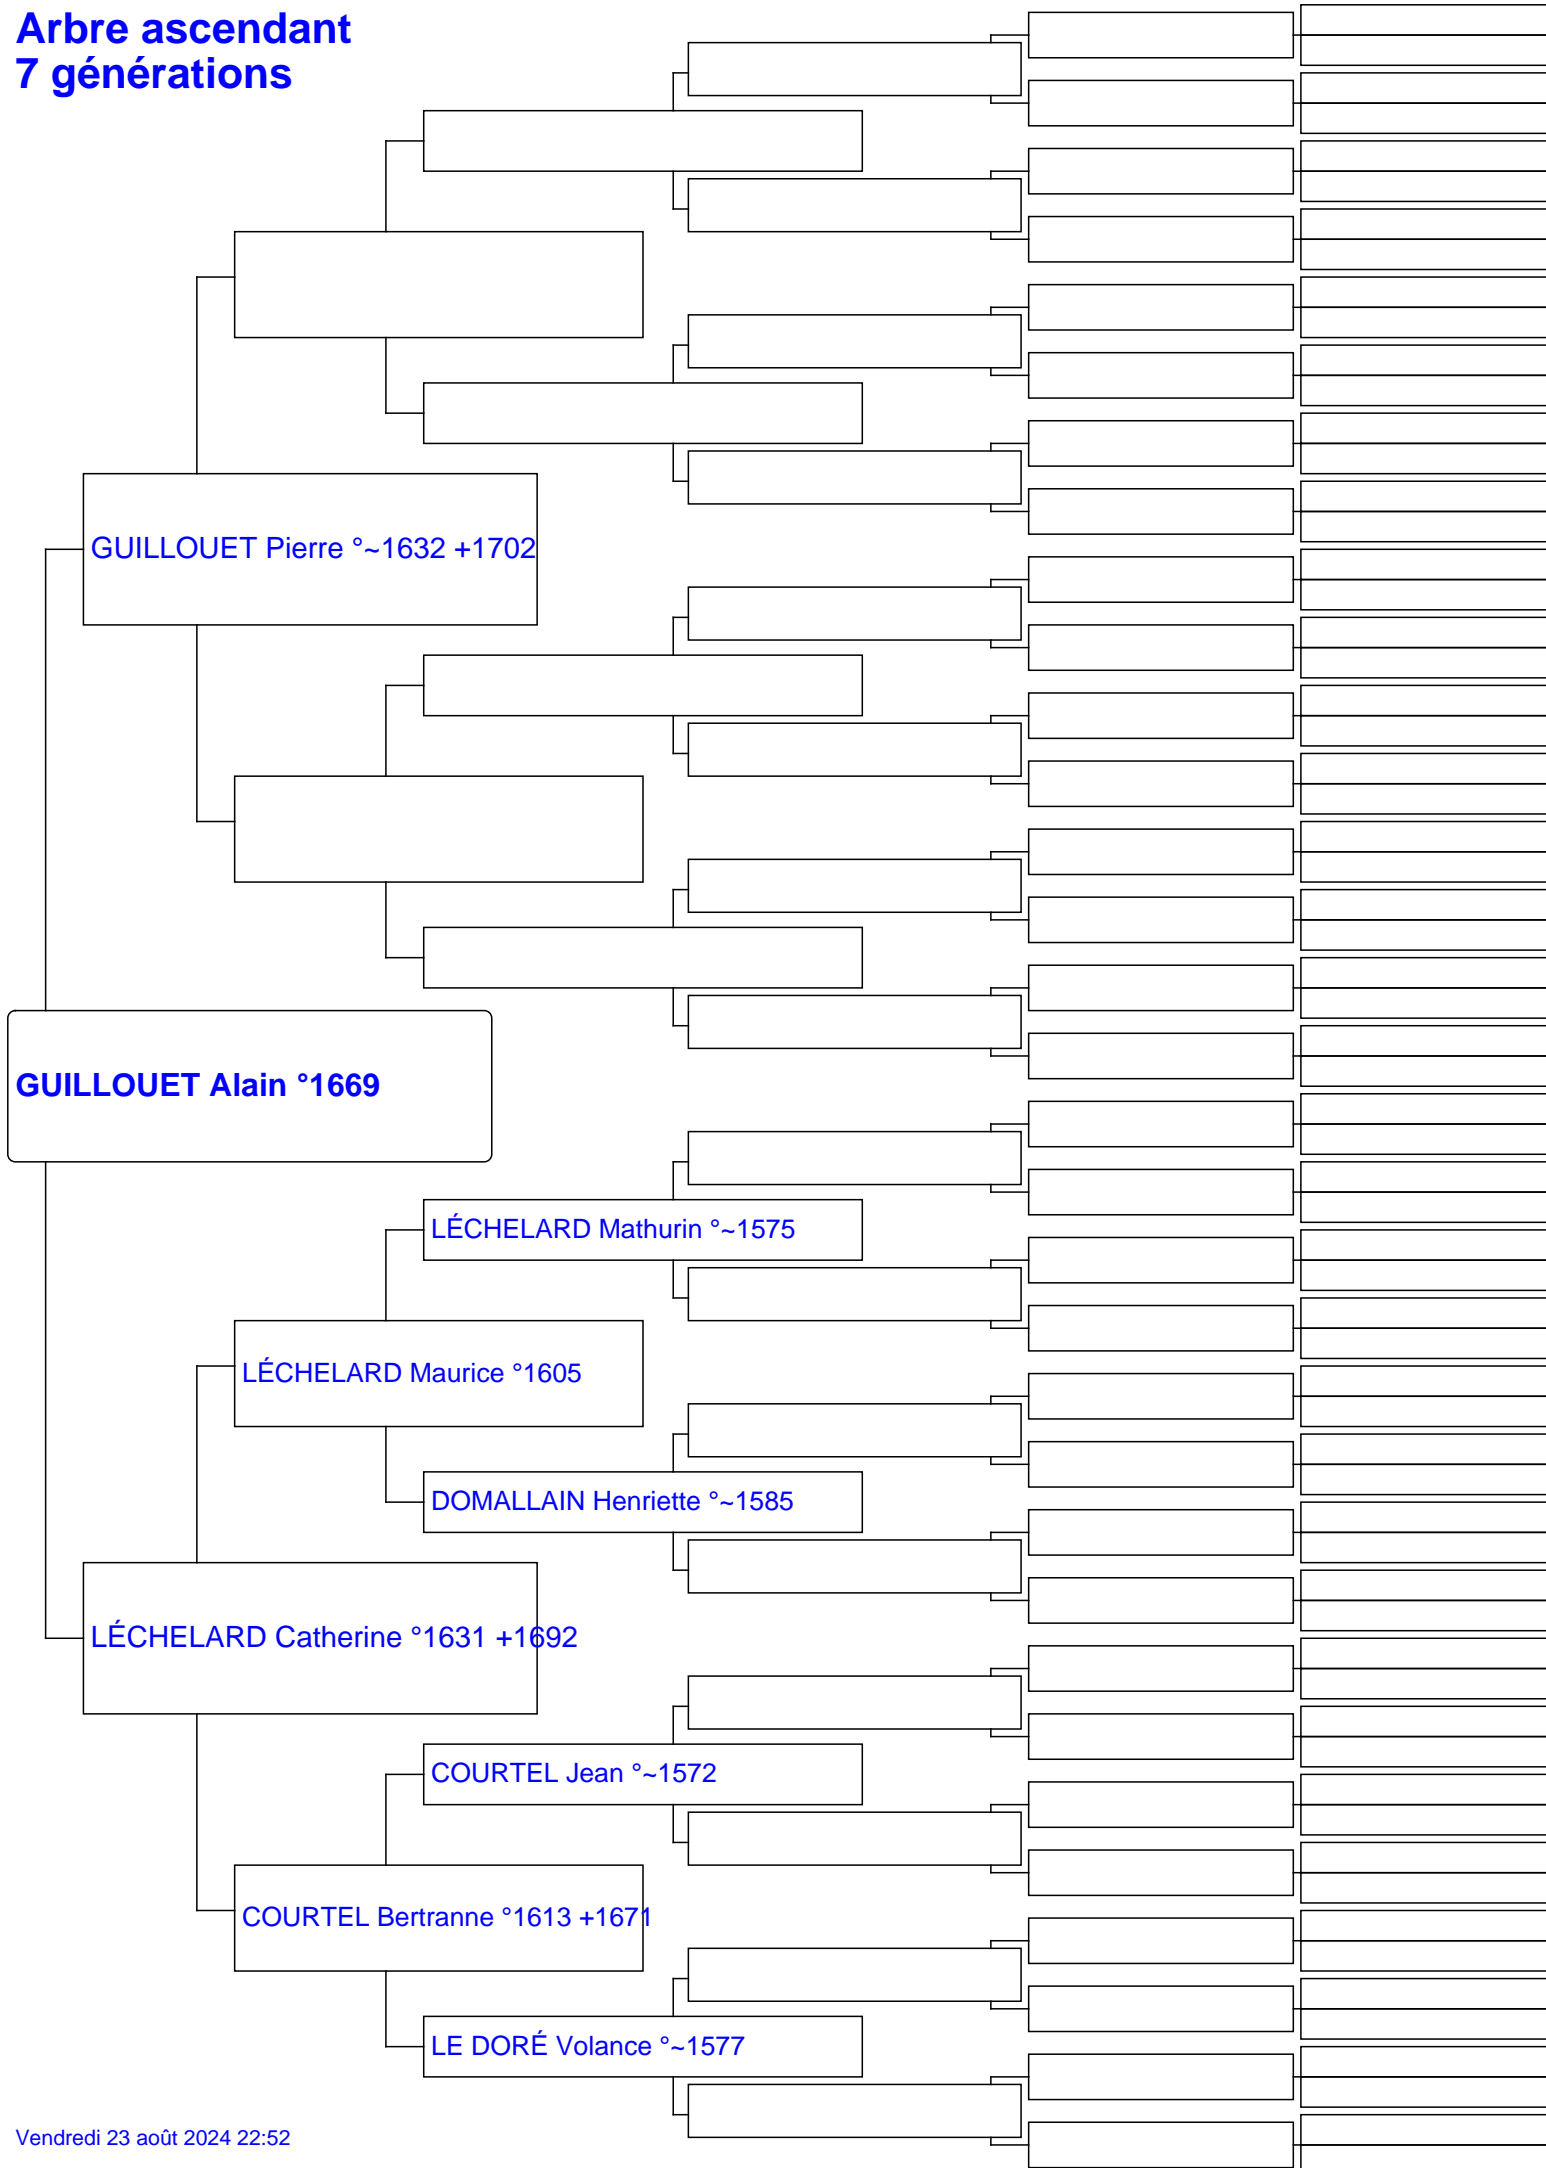 Arbre ascendant
7 générations
GUILLOUET Pierre °~1632 +1702
GUILLOUET Alain °1669
LÉCHELARD Mathurin °~1575
LÉCHELARD Maurice °1605
DOMALLAIN Henriette °~1585
LÉCHELARD Catherine °1631 +1692
COURTEL Jean °~1572
COURTEL Bertranne °1613 +1671
LE DORÉ Volance °~1577
Vendredi 23 août 2024 22:52